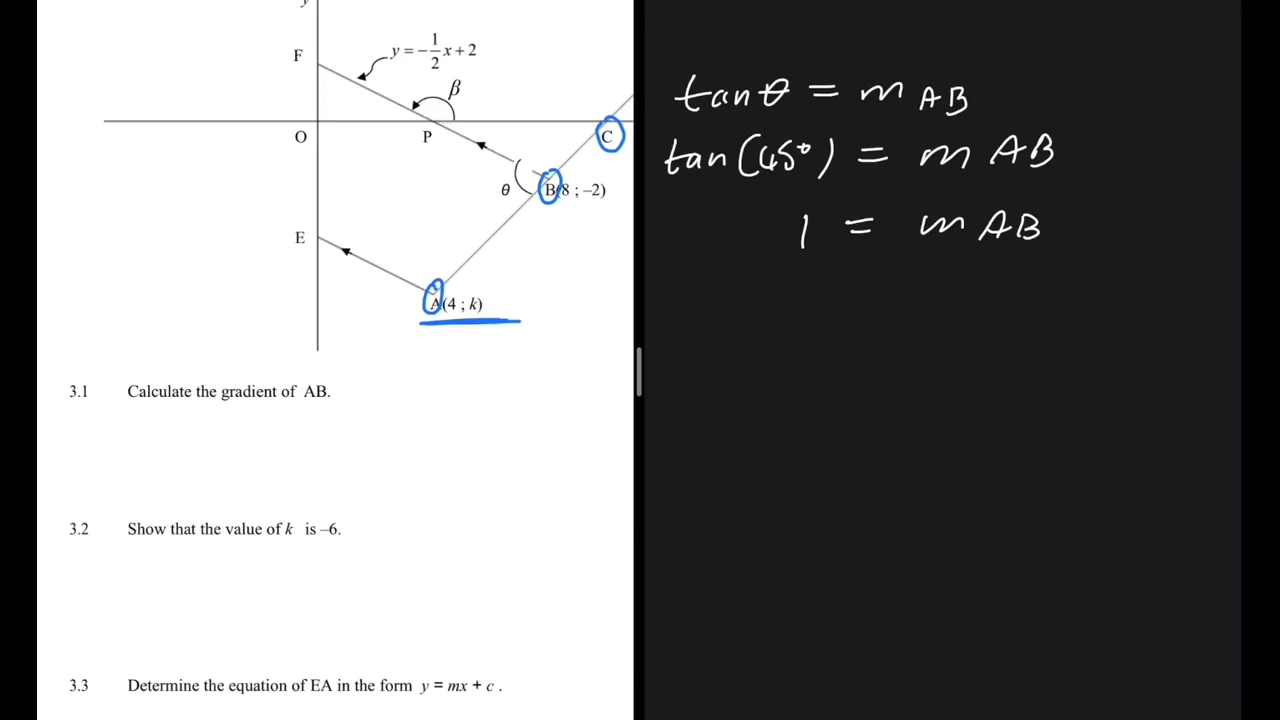 y
F
y = -1/2 x + 2
β
O
P
C
θ
B(8 ; –2)
E
A(4 ; k)
3.1 Calculate the gradient of AB.
3.2 Show that the value of k is –6.
3.3 Determine the equation of EA in the form y = mx + c .
tan θ = m AB
tan(45°) = m AB
1 = m AB